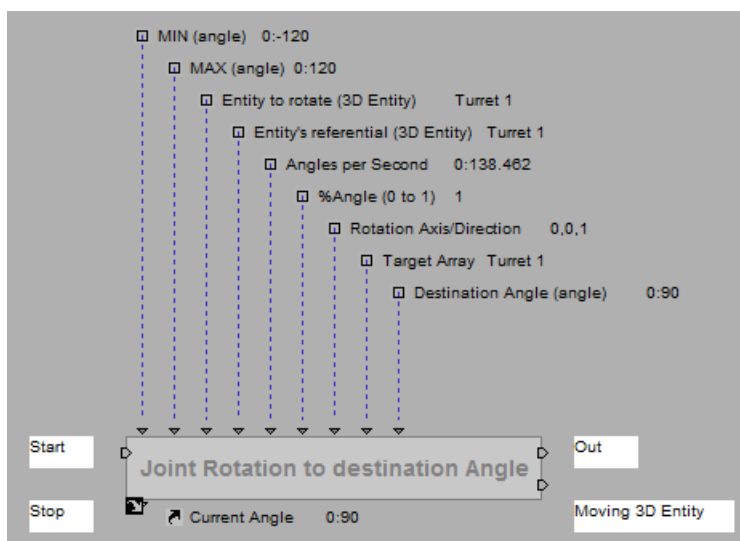 MIN (angle) 0:-120
MAX (angle) 0:120
Entity to rotate (3D Entity) Turret 1
Entity's referential (3D Entity) Turret 1
Angles per Second 0:138.462
%Angle (0 to 1) 1
Rotation Axis/Direction 0,0,1
Target Array Turret 1
Destination Angle (angle) 0:90
Start
Out
Joint Rotation to destination Angle
Stop
Current Angle 0:90
Moving 3D Entity